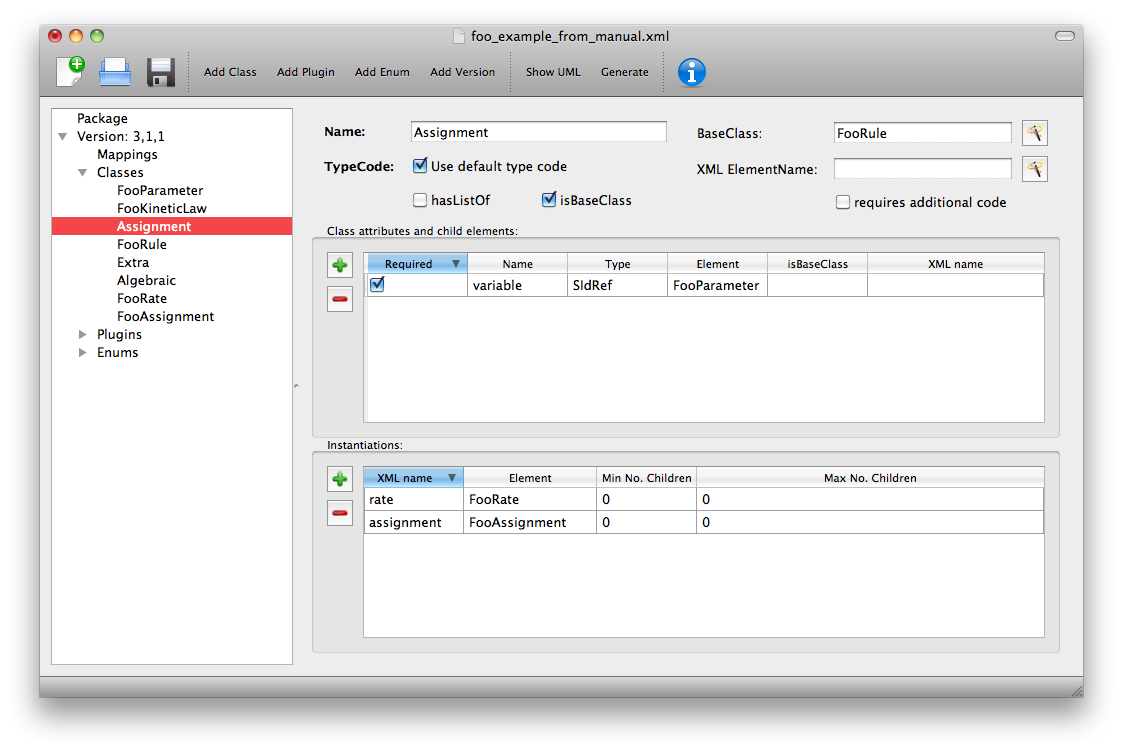 foo_example_from_manual.xml
Add Class Add Plugin Add Enum Add Version Show UML Generate
Package
Version: 3,1,1
Mappings
Classes
FooParameter
FooKineticLaw
Assignment
FooRule
Extra
Algebraic
FooRate
FooAssignment
Plugins
Enums
Name: Assignment BaseClass: FooRule
TypeCode: Use default type code XML ElementName:
hasListOf isBaseClass requires additional code
Class attributes and child elements:
Required Name Type Element isBaseClass XML name
variable SIdRef FooParameter
Instantiations:
XML name Element Min No. Children Max No. Children
rate FooRate 0 0
assignment FooAssignment 0 0